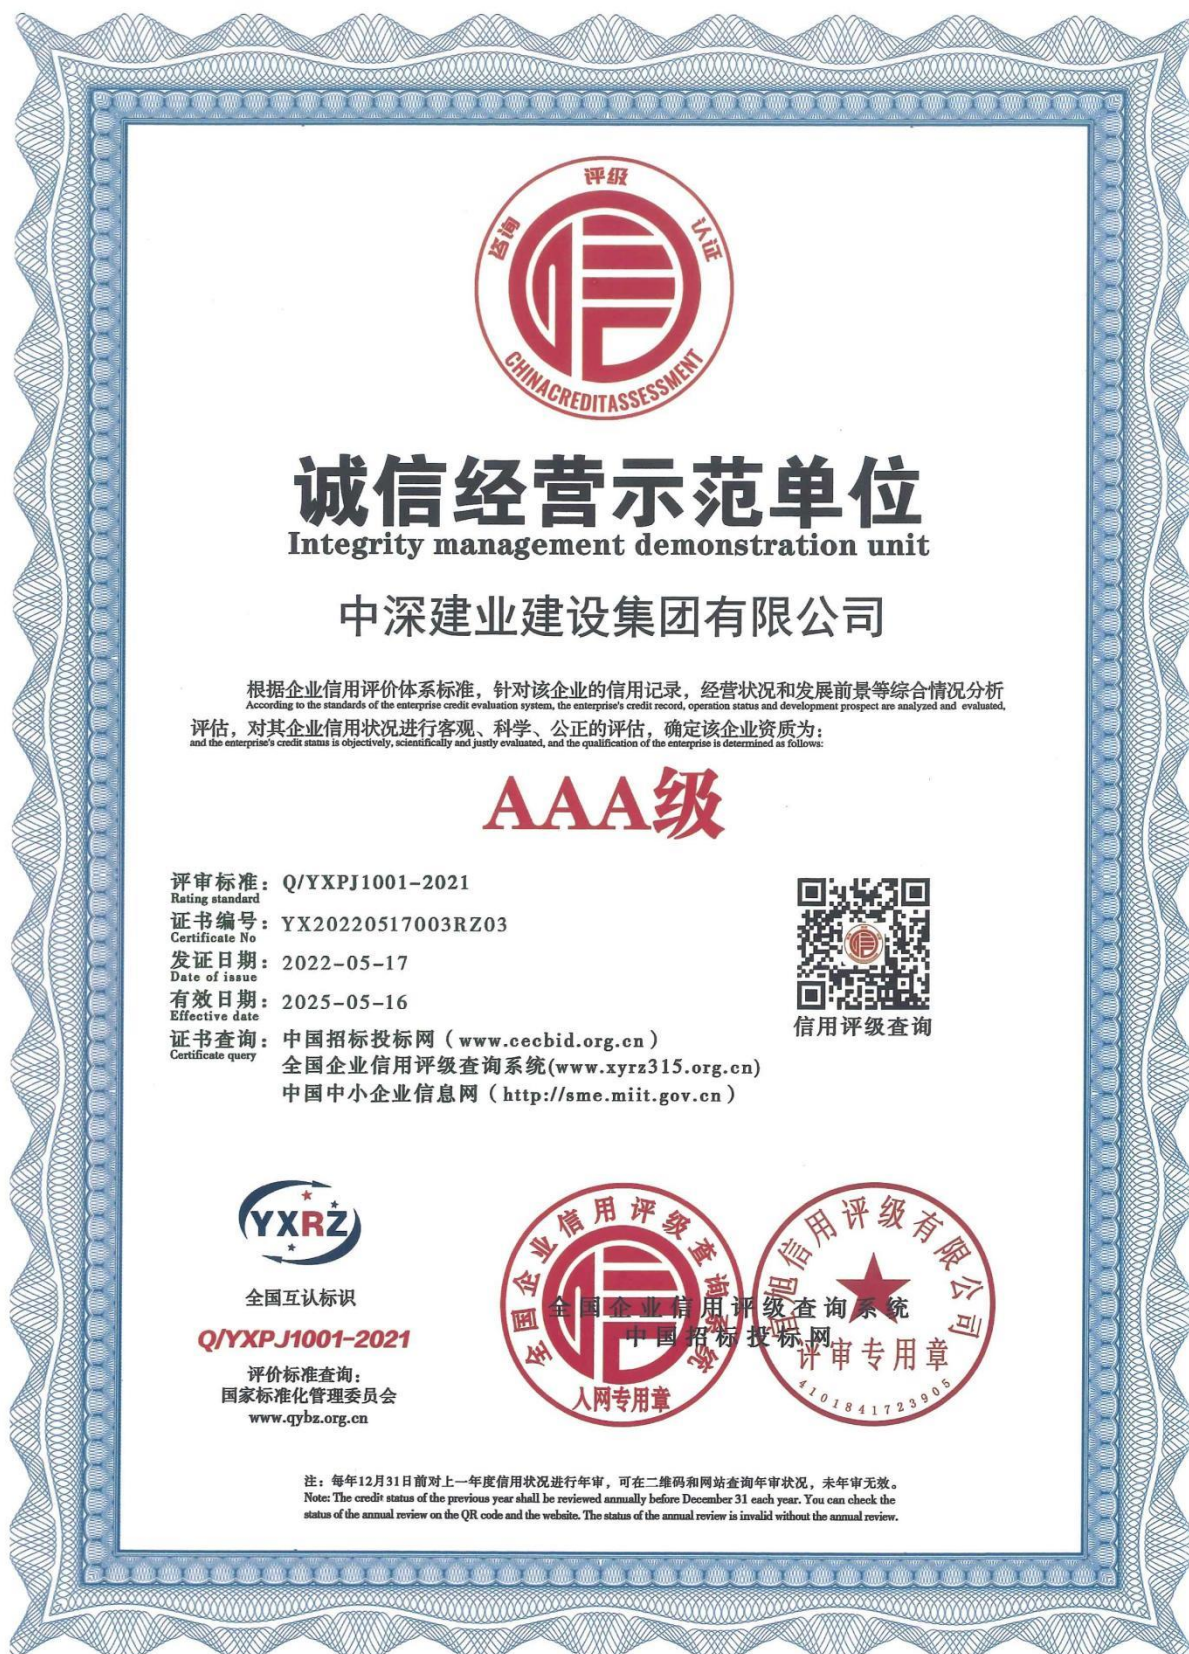 咨询 评级 认证
CHINACREDITASSESSMENT
诚信经营示范单位
Integrity management demonstration unit
中深建业建设集团有限公司
根据企业信用评价体系标准，针对该企业的信用记录，经营状况和发展前景等综合情况分析
According to the standards of the enterprise credit evaluation system, the enterprise's credit record, operation status and development prospect are analyzed and evaluated,
评估，对其企业信用状况进行客观、科学、公正的评估，确定该企业资质为：
and the enterprise's credit status is objectively, scientifically and justly evaluated, and the qualification of the enterprise is determined as follows:
AAA级
评审标准：Q/YXPJ1001-2021
Rating standard
证书编号：YX20220517003RZ03
Certificate No
发证日期：2022-05-17
Date of issue
有效日期：2025-05-16
Effective date
证书查询：中国招标投标网（www.cecbid.org.cn）
Certificate query
全国企业信用评级查询系统(www.xyrz315.org.cn)
中国中小企业信息网（http://sme.miit.gov.cn）
信用评级查询
YXRZ
全国互认标识
Q/YXPJ1001-2021
评价标准查询：
国家标准化管理委员会
www.qybz.org.cn
全国企业信用评级查询系统
入网专用章
信用评级有限公司
评审专用章
4101841723905
全国企业信用评级查询系统
中国招标投标网
注：每年12月31日前对上一年度信用状况进行年审，可在二维码和网站查询年审状况，未年审无效。
Note: The credit status of the previous year shall be reviewed annually before December 31 each year. You can check the
status of the annual review on the QR code and the website. The status of the annual review is invalid without the annual review.